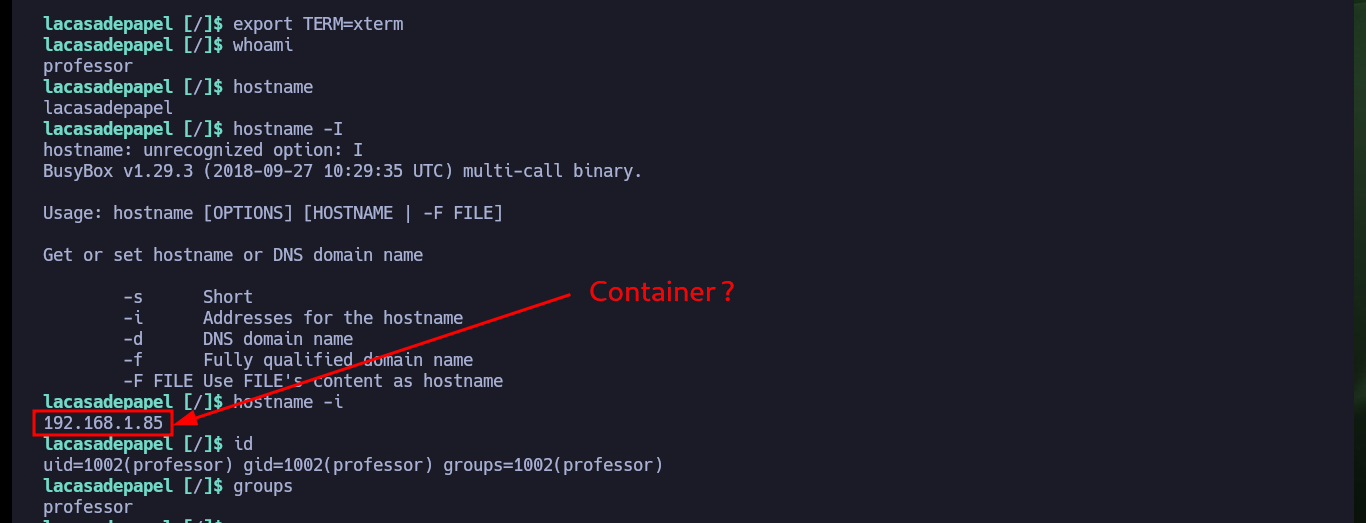 lacasadepapel [/]$ export TERM=xterm
lacasadepapel [/]$ whoami
professor
lacasadepapel [/]$ hostname
lacasadepapel
lacasadepapel [/]$ hostname -I
hostname: unrecognized option: I
BusyBox v1.29.3 (2018-09-27 10:29:35 UTC) multi-call binary.
Usage: hostname [OPTIONS] [HOSTNAME | -F FILE]
Get or set hostname or DNS domain name
Container ?
-s Short
-i Addresses for the hostname
-d DNS domain name
-f Fully qualified domain name
-F FILE Use FILE's content as hostname
lacasadepapel [/]$ hostname -i
192.168.1.85
lacasadepapel [/]$ id
uid=1002(professor) gid=1002(professor) groups=1002(professor)
lacasadepapel [/]$ groups
professor